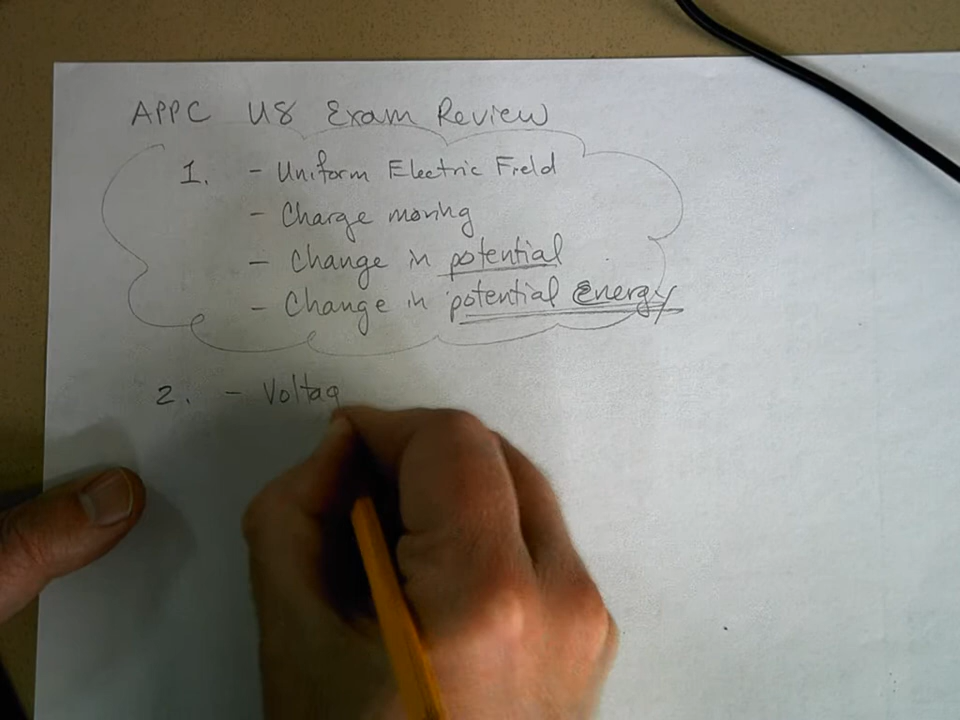 APPC U8 Exam Review
1. - Uniform Electric Field
- Charge moving
- Change in potential
- Change in potential energy
2. - Voltag